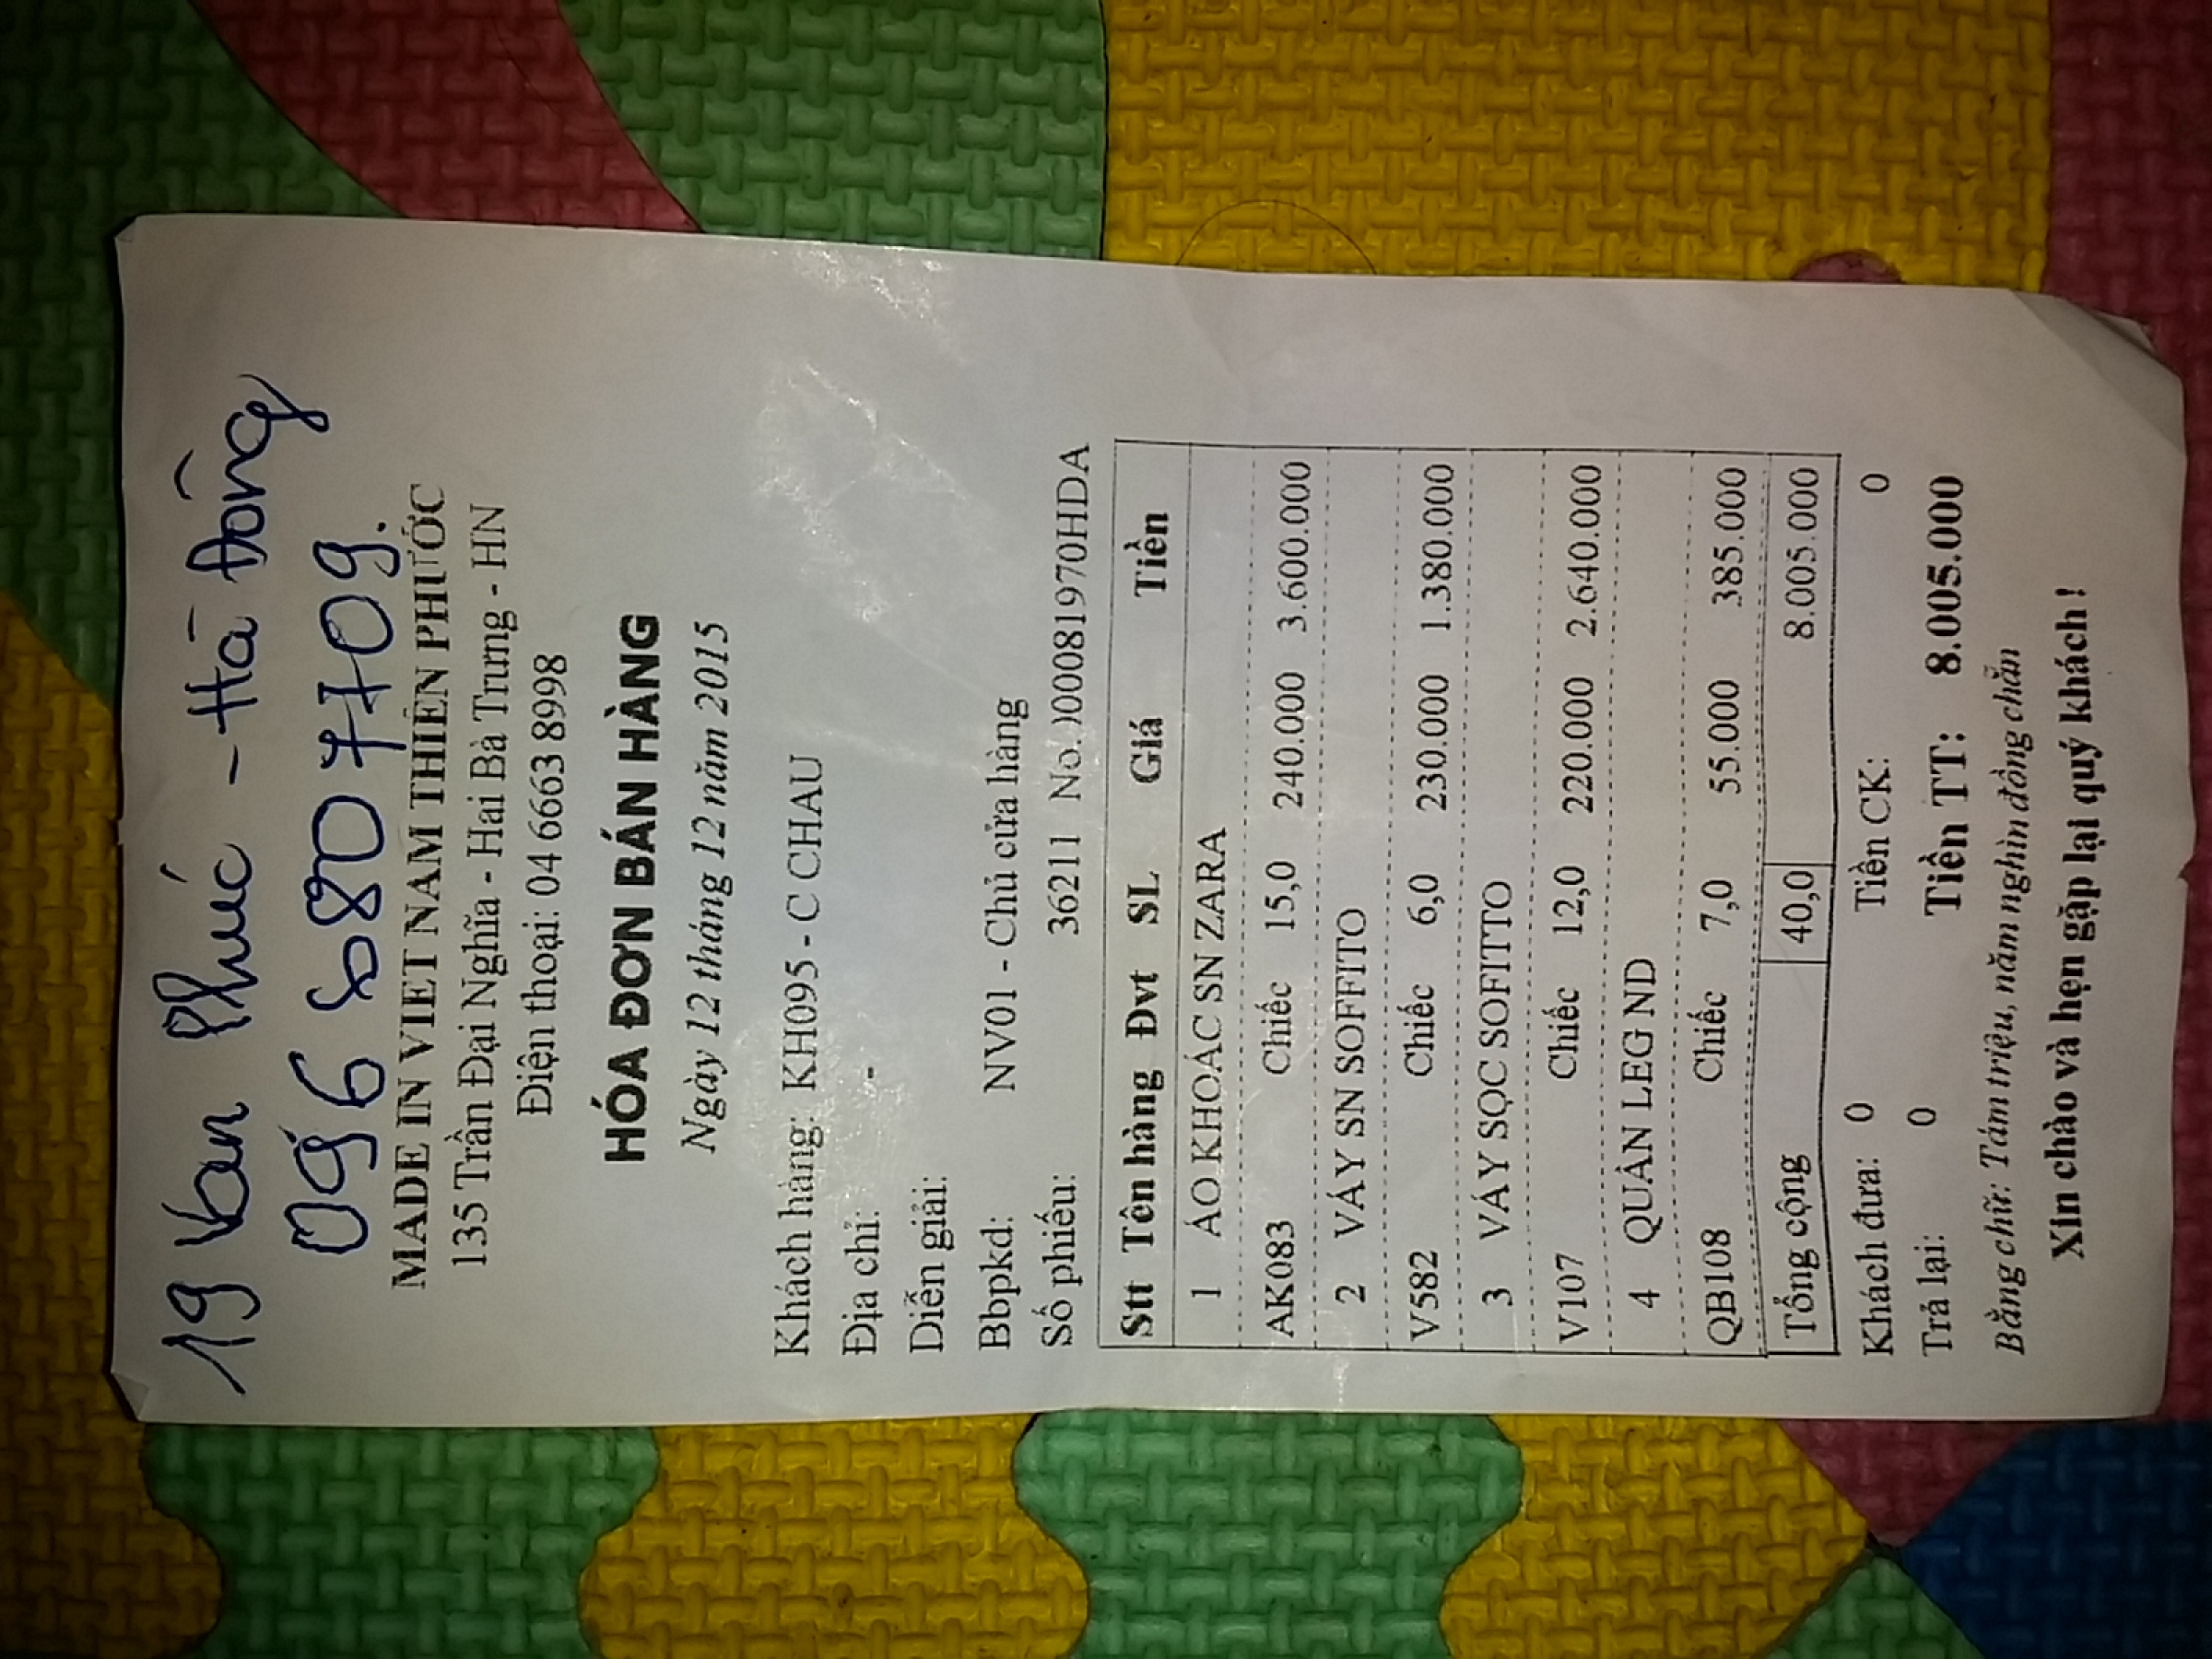 19 Vạn Phúc - Hà Đông
096 680 7709.
MADE IN VIET NAM THIÊN PHƯỚC
135 Trần Đại Nghĩa - Hai Bà Trưng - HN
Điện thoại: 04 6663 8998
HÓA ĐƠN BÁN HÀNG
Ngày 12 tháng 12 năm 2015
Khách hàng: KH095 - C CHAU
Địa chỉ: -
Diễn giải:
Bbpkd: NV01 - Chủ cửa hàng
Số phiếu: 36211 No.)00081970HDA
Stt Tên hàng Đvt SL Giá Tiền
1 ÁO KHOÁC SN ZARA
AK083 Chiếc 15,0 240.000 3.600.000
2 VÁY SN SOFFITO
V582 Chiếc 6,0 230.000 1.380.000
3 VÁY SỌC SOFITTO
V107 Chiếc 12,0 220.000 2.640.000
4 QUẦN LEG ND
QB108 Chiếc 7,0 55.000 385.000
Tổng cộng 40,0 8.005.000
Khách đưa: 0 Tiền CK: 0
Trả lại: 0 Tiền TT: 8.005.000
Bằng chữ: Tám triệu, năm nghìn đồng chẵn
Xin chào và hẹn gặp lại quý khách !